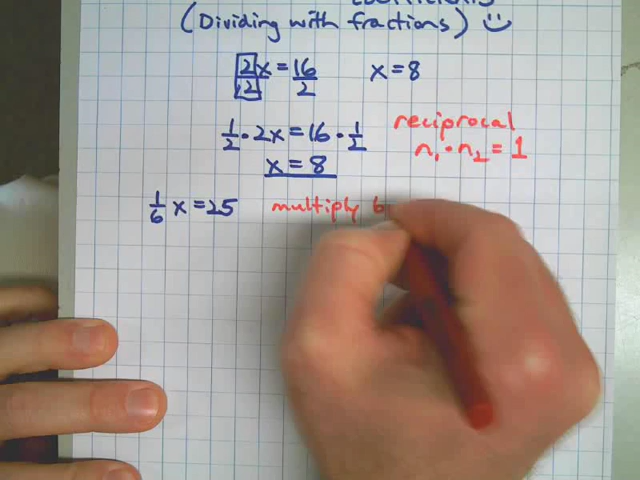 (Dividing with fractions) :)
2/2 x = 16/2    x = 8
1/2 · 2x = 16 · 1/2
x = 8
reciprocal
n₁ · n₂ = 1
1/6 x = 25    multiply